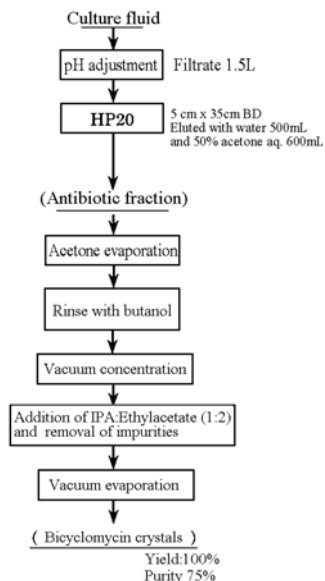 Culture fluid
pH adjustment
Filtrate 1.5L
HP20
5 cm x 35cm BD
Eluted with water 500mL
and 50% acetone aq. 600mL
(Antibiotic fraction)
Acetone evaporation
Rinse with butanol
Vacuum concentration
Addition of IPA:Ethylacetate (1:2)
and removal of impurities
Vacuum evaporation
( Bicyclomycin crystals )
Yield:100%
Purity 75%